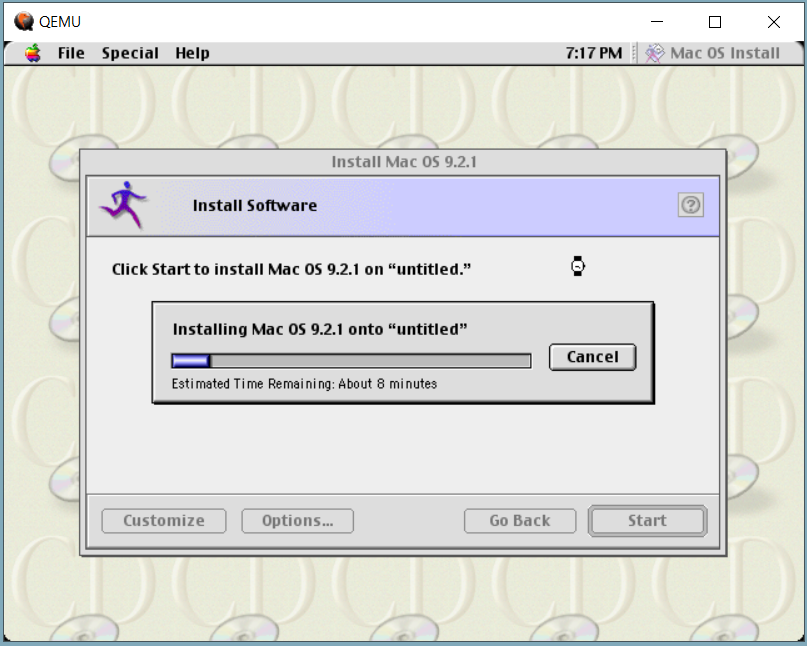 QEMU
File Special Help 7:17 PM Mac OS Install
Install Mac OS 9.2.1
Install Software
?
Click Start to install Mac OS 9.2.1 on “untitled.”
Installing Mac OS 9.2.1 onto “untitled”
Cancel
Estimated Time Remaining: About 8 minutes
Customize Options... Go Back Start